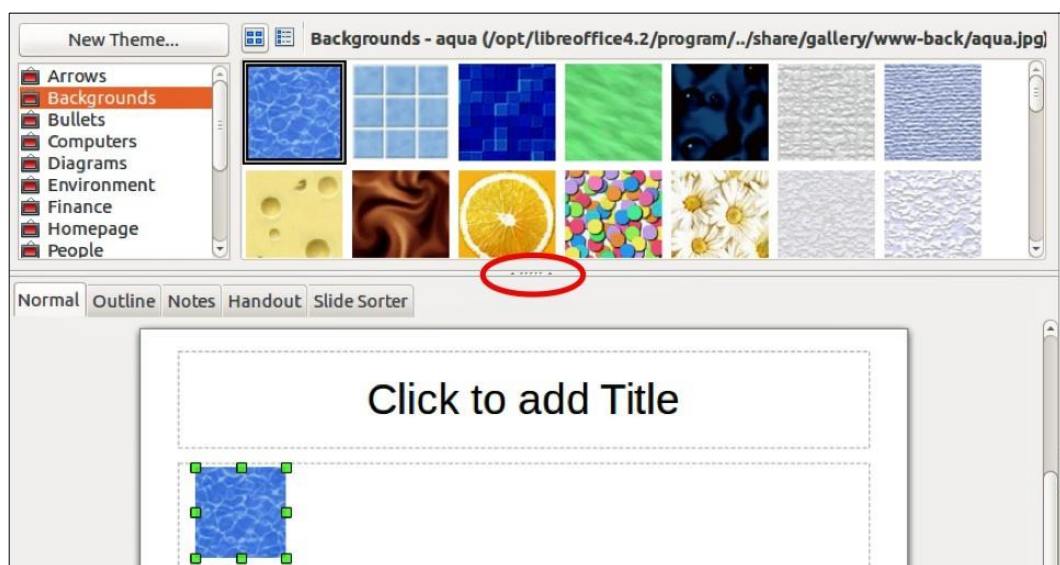 New Theme...
Backgrounds - aqua (/opt/libreoffice4.2/program/../share/gallery/www-back/aqua.jpg)
Arrows
Backgrounds
Bullets
Computers
Diagrams
Environment
Finance
Homepage
People
Normal Outline Notes Handout Slide Sorter
Click to add Title